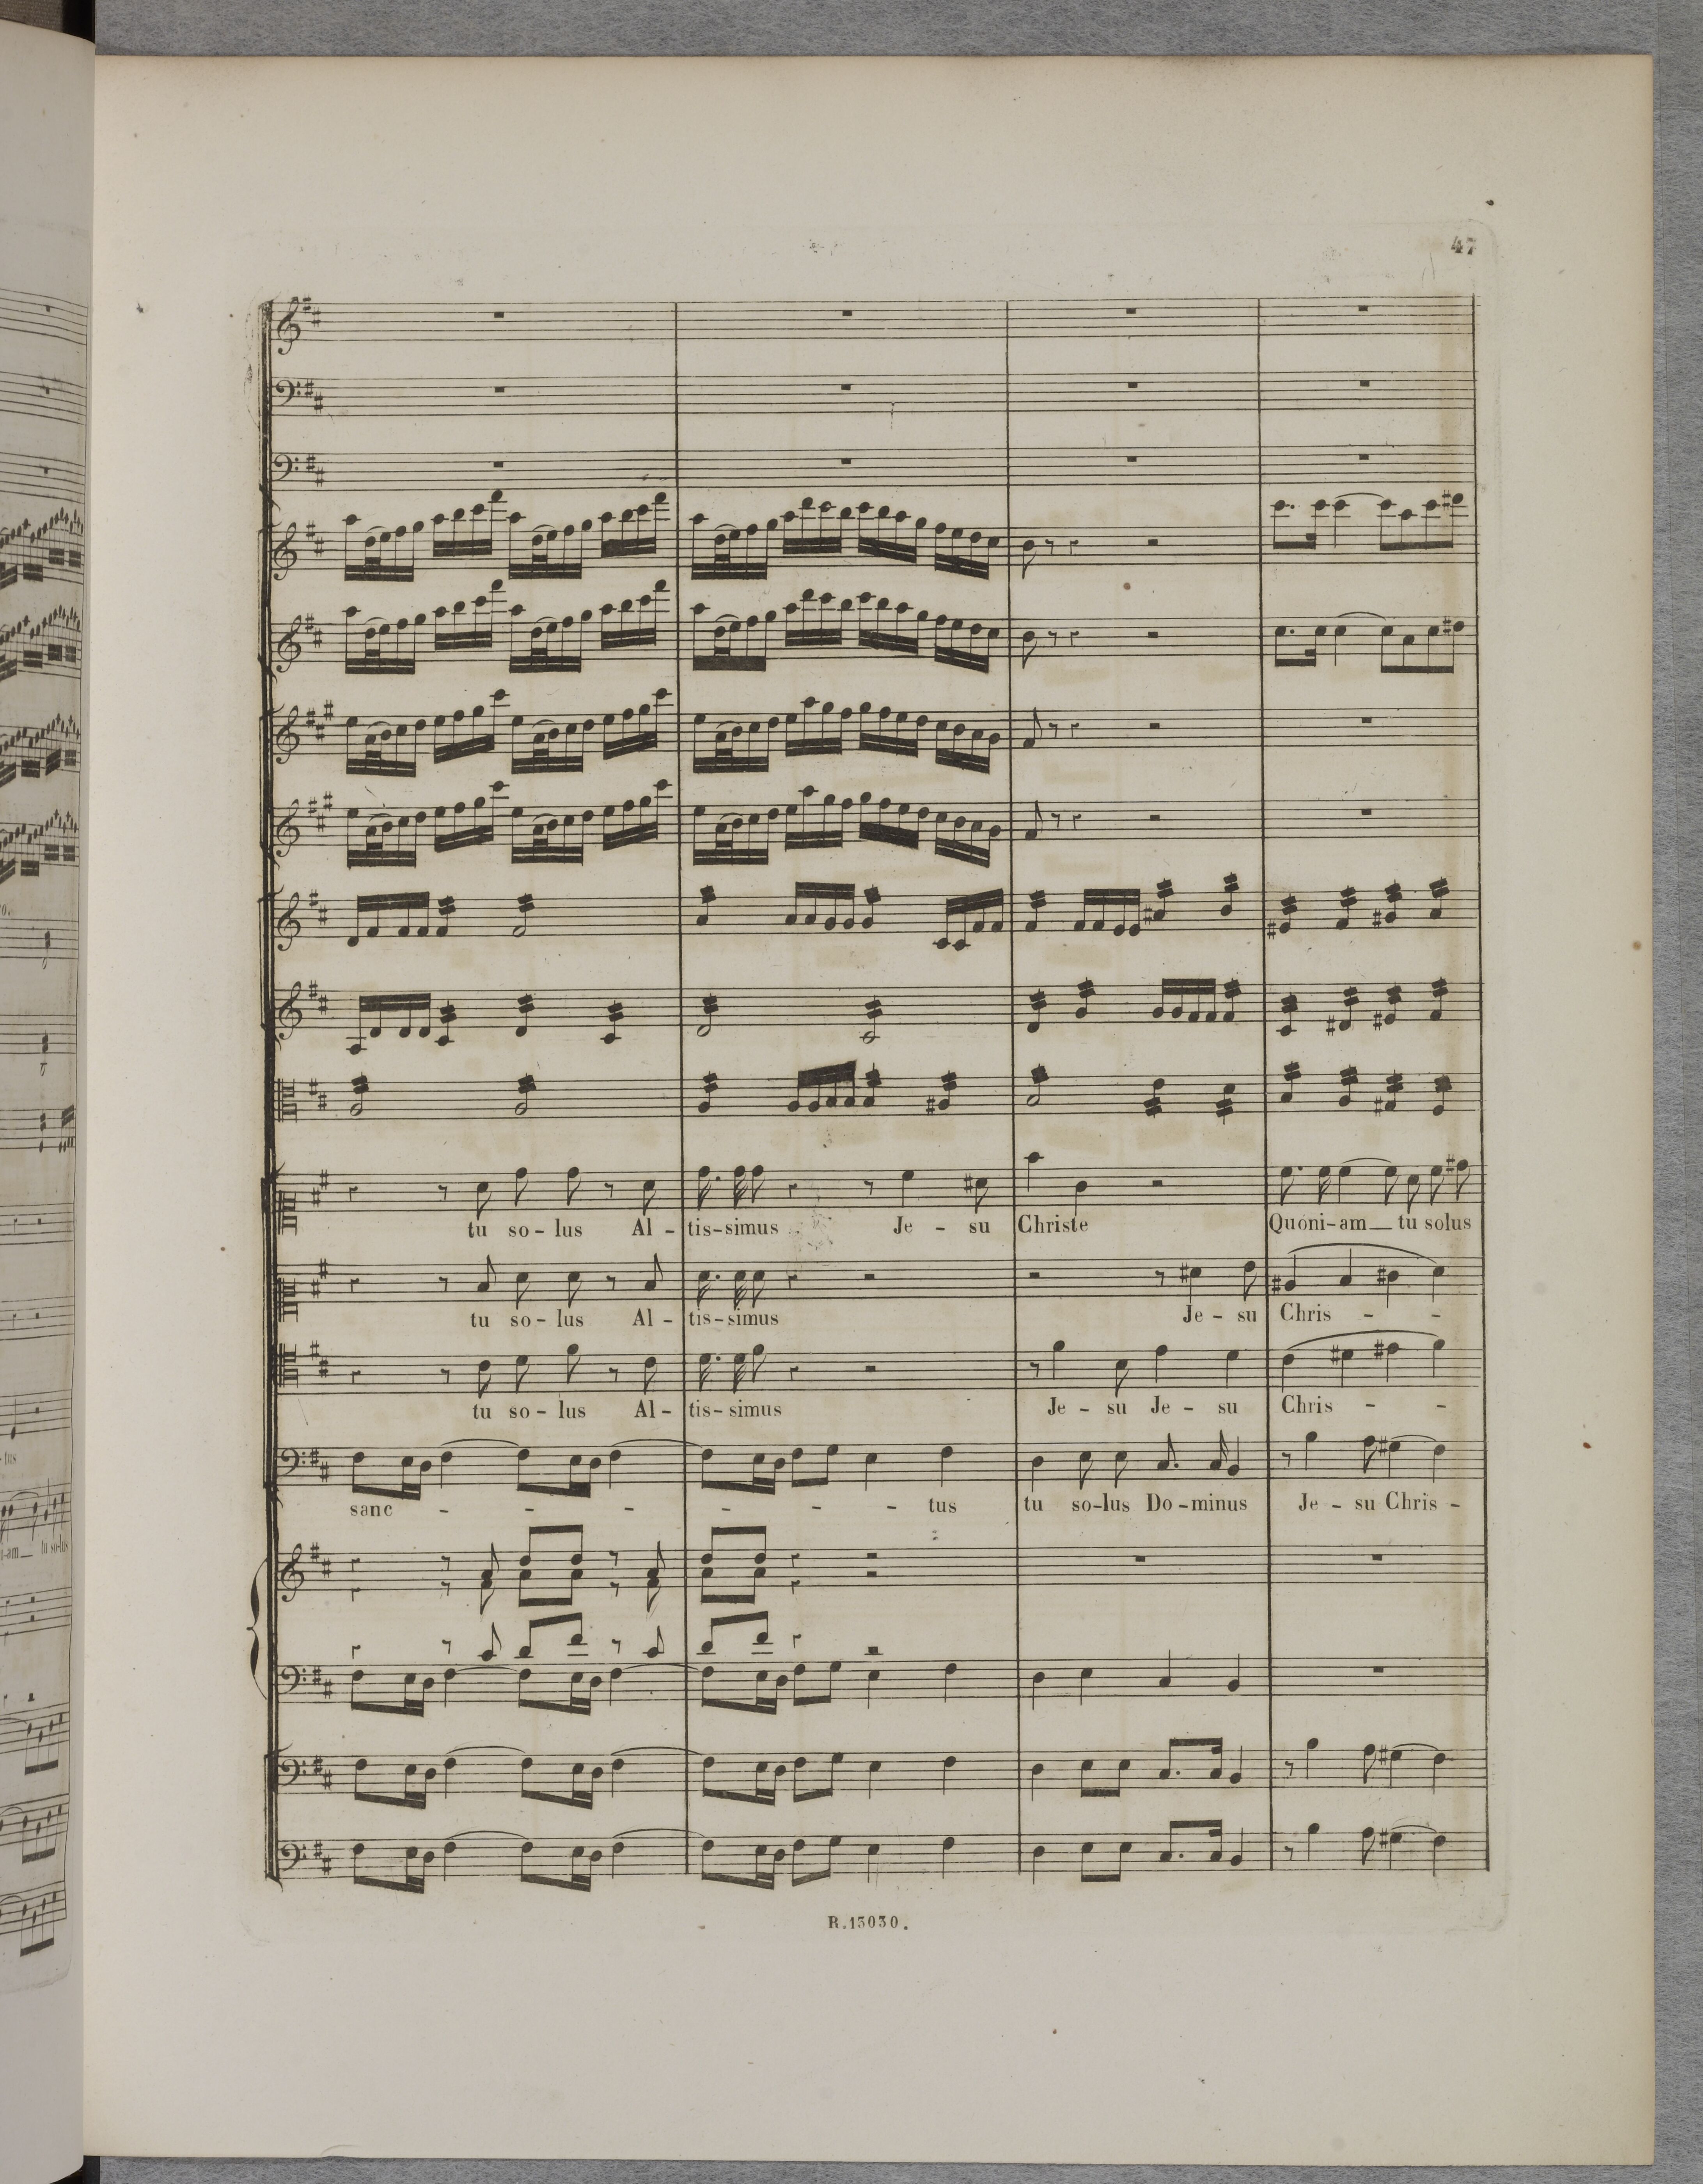 47
tu so-lus Al-tis-simus Je-su Christe Quoni-am tu solus
tu so-lus Al-tis-simus Je-su Chris-
tu so-lus Al-tis-simus Je-su Je-su Chris-
sanc-tus tu so-lus Do-minus Je-su Chris-
R.13030.